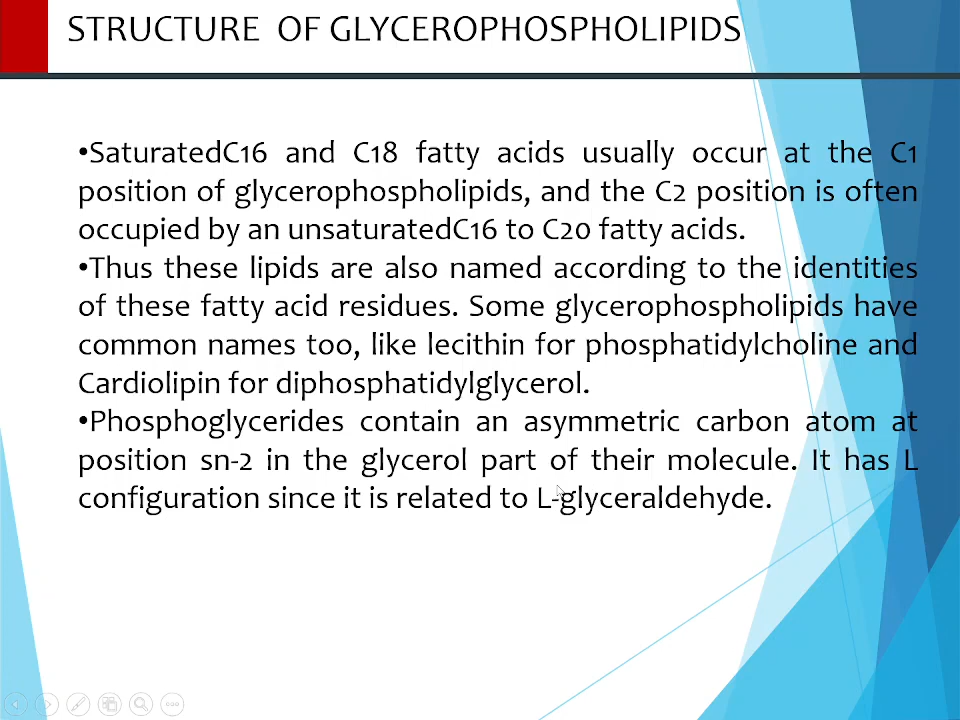 STRUCTURE OF GLYCEROPHOSPHOLIPIDS
•SaturatedC16 and C18 fatty acids usually occur at the C1
position of glycerophospholipids, and the C2 position is often
occupied by an unsaturatedC16 to C20 fatty acids.
•Thus these lipids are also named according to the identities
of these fatty acid residues. Some glycerophospholipids have
common names too, like lecithin for phosphatidylcholine and
Cardiolipin for diphosphatidylglycerol.
•Phosphoglycerides contain an asymmetric carbon atom at
position sn-2 in the glycerol part of their molecule. It has L
configuration since it is related to L-glyceraldehyde.